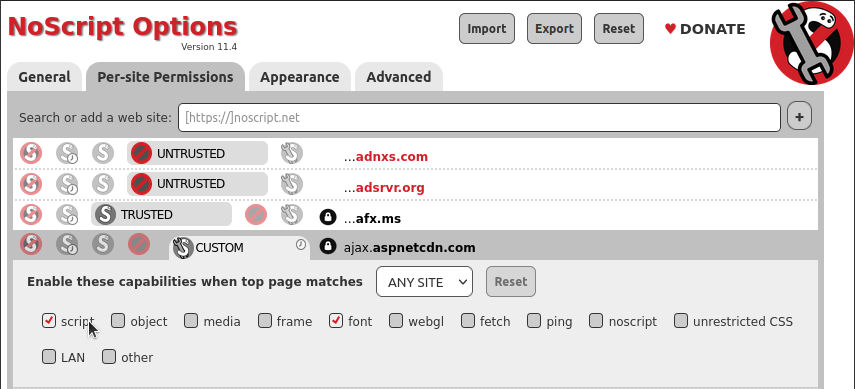 NoScript Options
Version 11.4
Import Export Reset DONATE
General Per-site Permissions Appearance Advanced
Search or add a web site: [https://]noscript.net +
UNTRUSTED ...adnxs.com
UNTRUSTED ...adsrvr.org
TRUSTED ...afx.ms
CUSTOM ajax.aspnetcdn.com
Enable these capabilities when top page matches ANY SITE Reset
script object media frame font webgl fetch ping noscript unrestricted CSS
LAN other